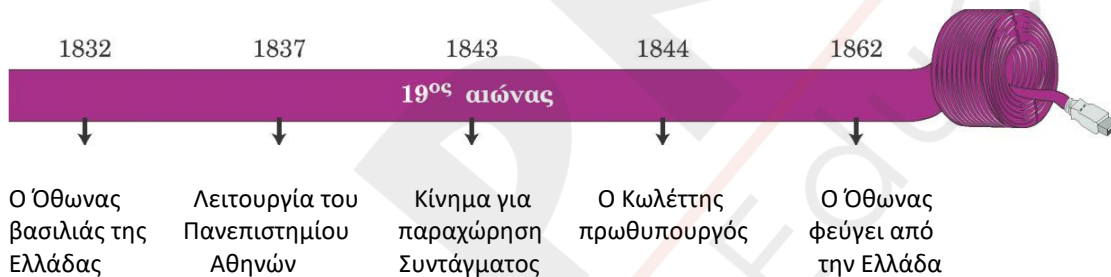 1832 1837 1843 1844 1862
19ος αιώνας
Ο Όθωνας Λειτουργία του Κίνημα για Ο Κωλέττης Ο Όθωνας
βασιλιάς της Πανεπιστημίου παραχώρηση πρωθυπουργός φεύγει από
Ελλάδας Αθηνών Συντάγματος την Ελλάδα